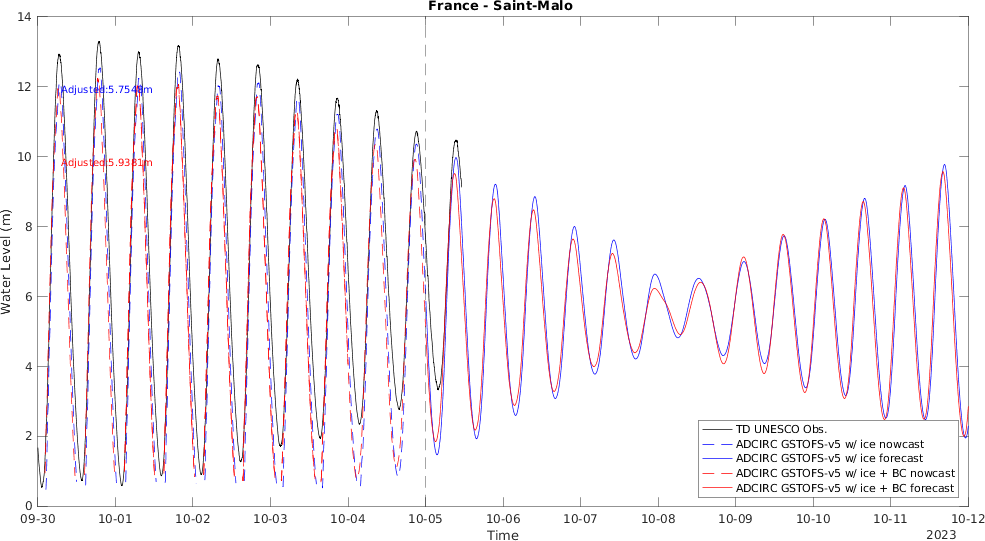 France - Saint-Malo
14
12
10
8
6
4
2
0
Water Level (m)
Adjusted:5.754 m
Adjusted:5.9381m
09-30 10-01 10-02 10-03 10-04 10-05 10-06 10-07 10-08 10-09 10-10 10-11 10-12
Time
2023
TD UNESCO Obs.
ADCIRC GSTOFS-v5 w/ ice nowcast
ADCIRC GSTOFS-v5 w/ ice forecast
ADCIRC GSTOFS-v5 w/ ice + BC nowcast
ADCIRC GSTOFS-v5 w/ ice + BC forecast